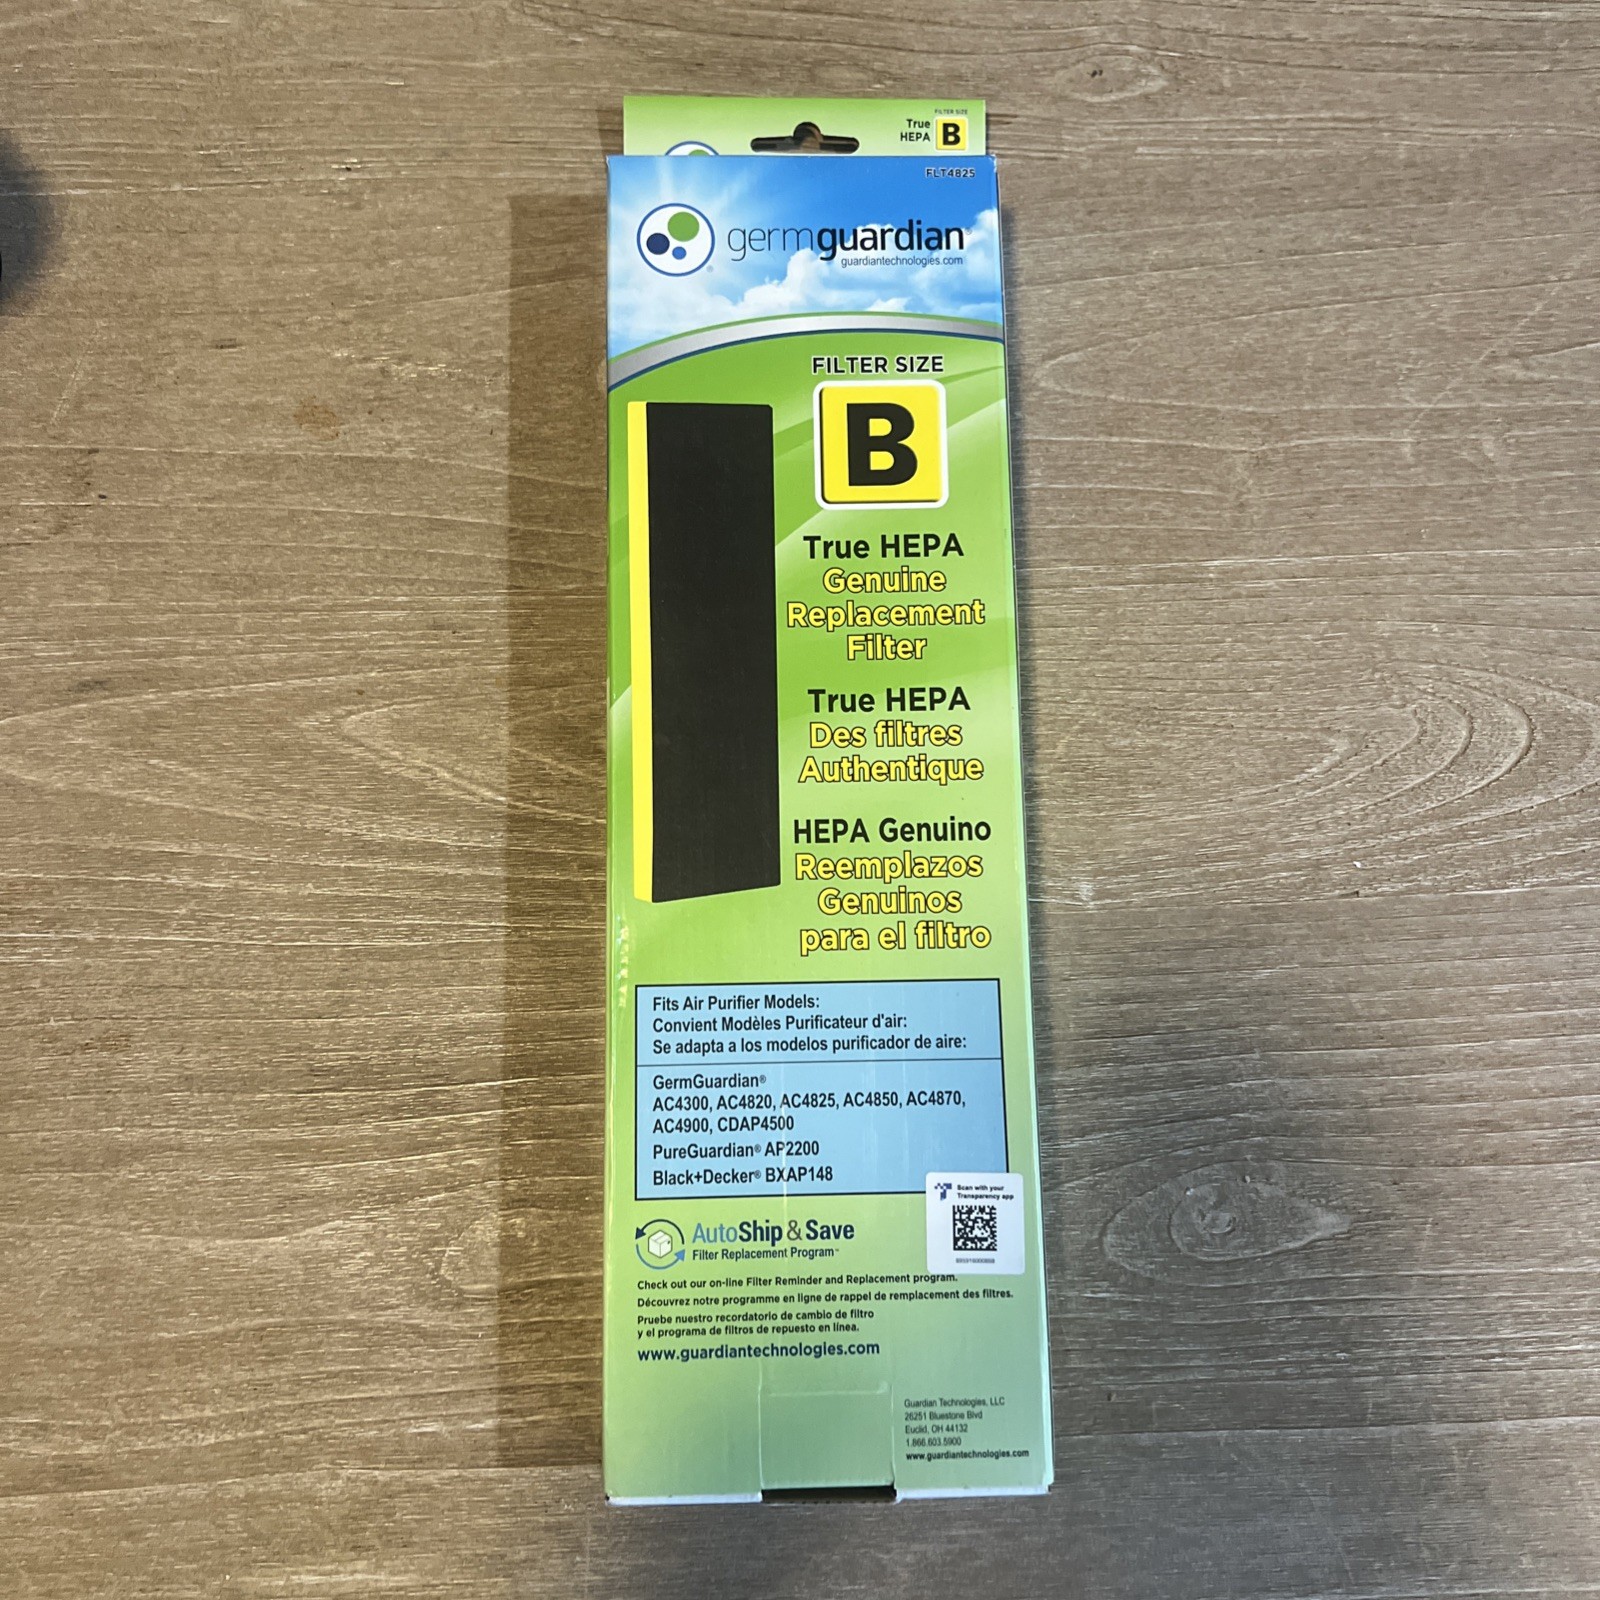 FILTER SIZE
True
HEPA
B
FLT4825
germguardian®
guardiantechnologies.com
FILTER SIZE
B
True HEPA
Genuine
Replacement
Filter
True HEPA
Des filtres
Authentique
HEPA Genuino
Reemplazos
Genuinos
para el filtro
Fits Air Purifier Models:
Convient Modèles Purificateur d'air:
Se adapta a los modelos purificador de aire:
GermGuardian®
AC4300, AC4820, AC4825, AC4850, AC4870,
AC4900, CDAP4500
PureGuardian® AP2200
Black+Decker® BXAP148
Scan with your
Transparency app
AutoShip & Save
Filter Replacement Program™
Check out our on-line Filter Reminder and Replacement program.
Découvrez notre programme en ligne de rappel de remplacement des filtres.
Pruebe nuestro recordatorio de cambio de filtro
y el programa de filtros de repuesto en línea.
www.guardiantechnologies.com
Guardian Technologies, LLC
26251 Bluestone Blvd
Euclid, OH 44132
1.866.603.5900
www.guardiantechnologies.com